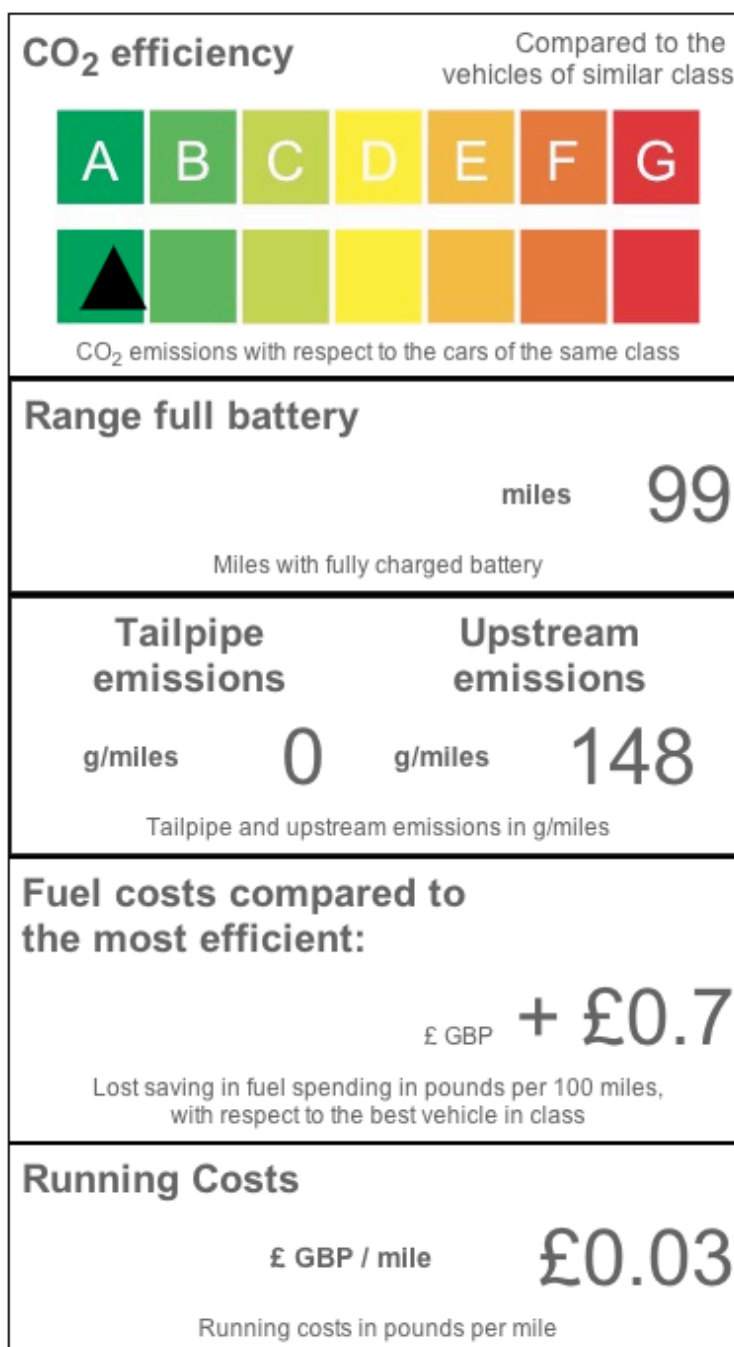 CO₂ efficiency
Compared to the
vehicles of similar class
A B C D E F G
CO₂ emissions with respect to the cars of the same class
Range full battery
miles 99
Miles with fully charged battery
Tailpipe
emissions
Upstream
emissions
g/miles 0 g/miles 148
Tailpipe and upstream emissions in g/miles
Fuel costs compared to
the most efficient:
£ GBP + £0.7
Lost saving in fuel spending in pounds per 100 miles,
with respect to the best vehicle in class
Running Costs
£ GBP / mile £0.03
Running costs in pounds per mile